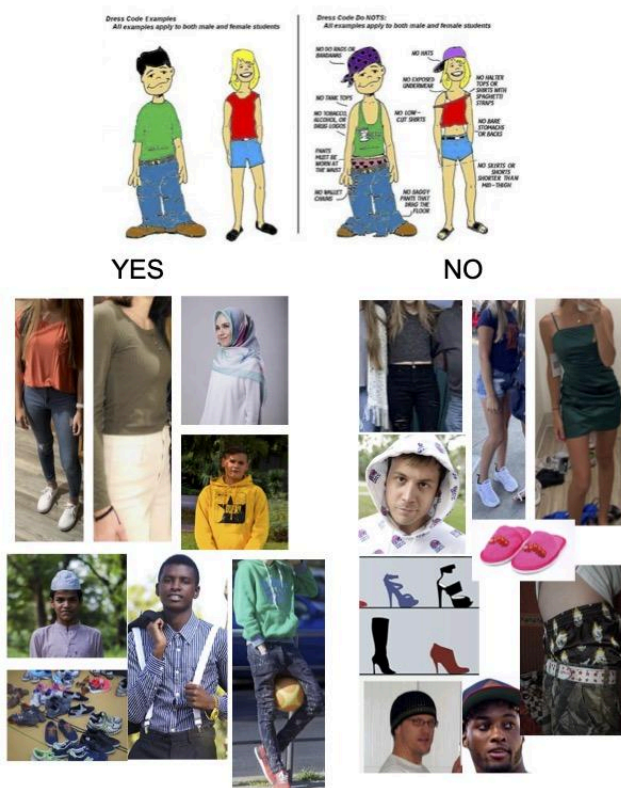 Dress Code Examples
All examples apply to both male and female students
Dress Code Do NOTS:
All examples apply to both male and female students
NO DO RAGS OR
BANDANAS
NO HATS
NO EXPOSED
UNDERWEAR
NO HALTER
TOPS OR
SHIRTS WITH
SPAGHETTI
STRAPS
NO TANK TOPS
NO TOBACCO,
ALCOHOL, OR
DRUG LOGOS
NO LOW-
CUT SHIRTS
NO BARE
STOMACHS
OR BACKS
PANTS
MUST BE
WORN AT
THE WAIST
NO SKIRTS OR
SHORTS
SHORTER THAN
MID-THIGH
NO WALLET
CHAINS
NO BAGGY
PANTS THAT
DRAG THE
FLOOR
YES
NO